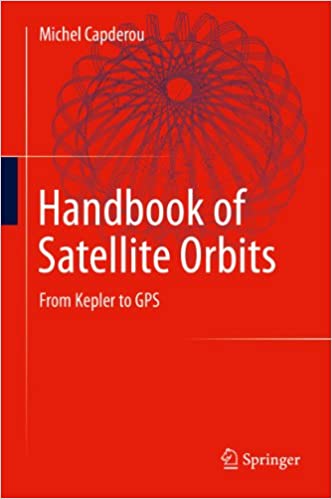 Michel Capderou
Handbook of
Satellite Orbits
From Kepler to GPS
Springer